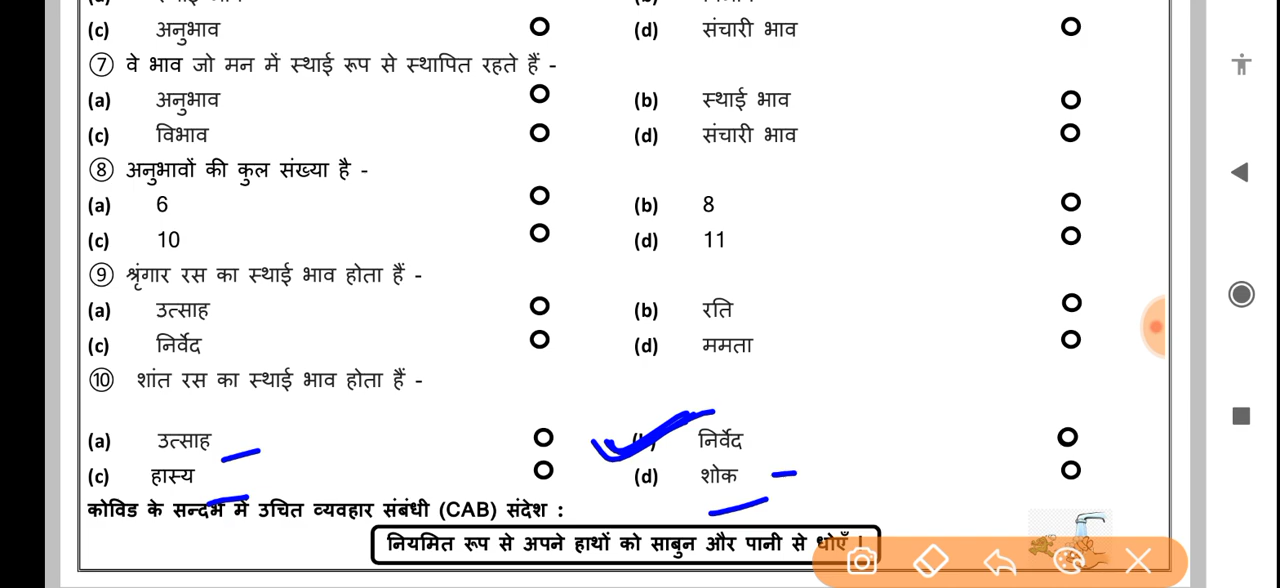 (c) अनुभाव (d) संचारी भाव
⑦ वे भाव जो मन में स्थाई रूप से स्थापित रहते हैं -
(a) अनुभाव (b) स्थाई भाव
(c) विभाव (d) संचारी भाव
⑧ अनुभावों की कुल संख्या है -
(a) 6 (b) 8
(c) 10 (d) 11
⑨ श्रृंगार रस का स्थाई भाव होता हैं -
(a) उत्साह (b) रति
(c) निर्वेद (d) ममता
⑩ शांत रस का स्थाई भाव होता हैं -
(a) उत्साह (b) निर्वेद
(c) हास्य (d) शोक
कोविड के सन्दर्भ में उचित व्यवहार संबंधी (CAB) संदेश :
नियमित रूप से अपने हाथों को साबुन और पानी से धोएँ !